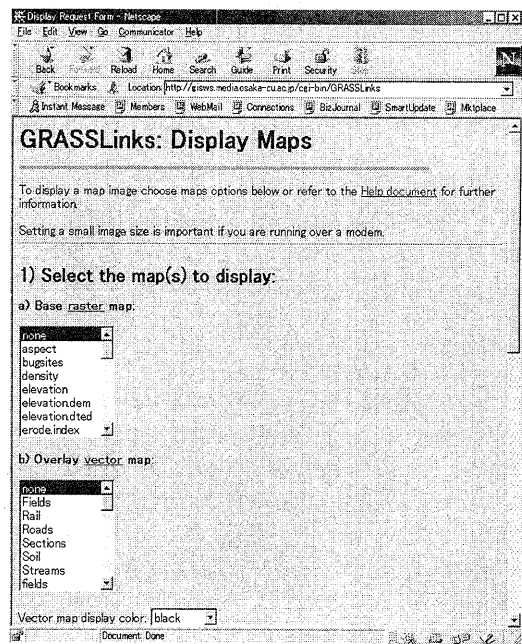 Display Request Form - Netscape
File Edit View Go Communicator Help
Back Forward Reload Home Search Guide Print Security Stop
Bookmarks Location: http://gisws.media.osaka-cu.ac.jp/cgi-bin/GRASSLinks
Instant Message Members WebMail Connections BizJournal SmartUpdate Mktplace
GRASSLinks: Display Maps
To display a map image choose maps options below or refer to the Help document for further
information.
Setting a small image size is important if you are running over a modem.
1) Select the map(s) to display:
a) Base raster map:
none
aspect
bugsites
density
elevation
elevation.dem
elevation.dted
erode.index
b) Overlay vector map:
none
Fields
Rail
Roads
Sections
Soil
Streams
fields
Vector map display color: black
Document: Done